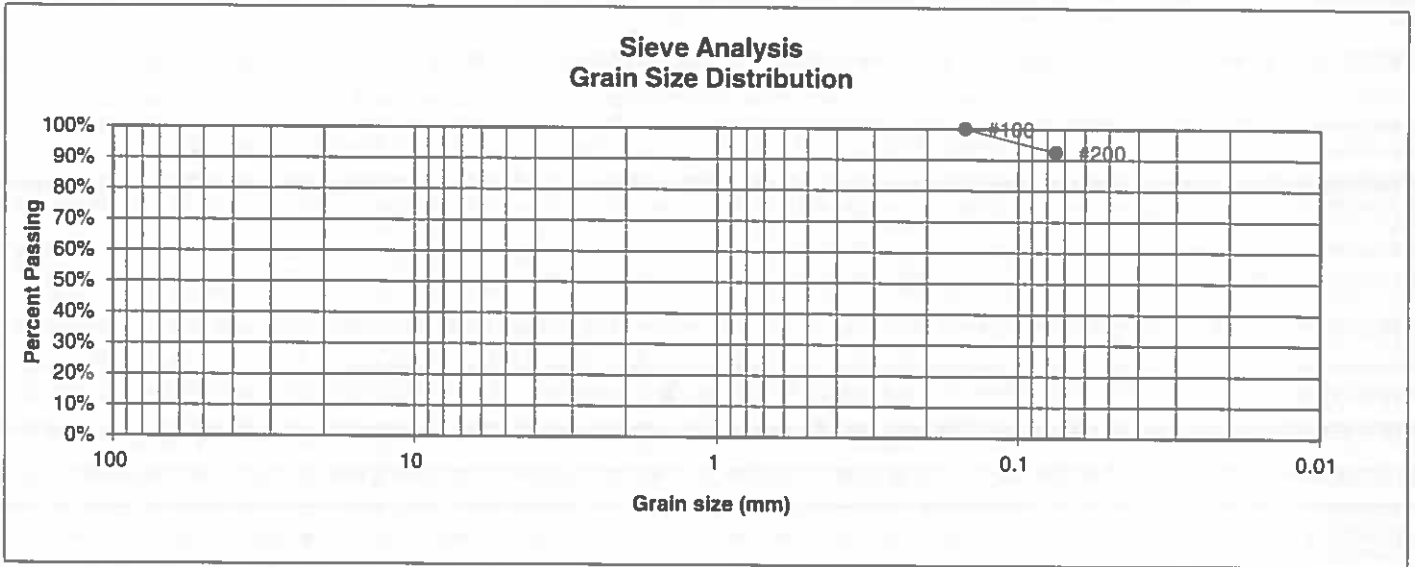 Sieve Analysis
Grain Size Distribution
Percent Passing
100%
90%
80%
70%
60%
50%
40%
30%
20%
10%
0%
#100
#200
100 10 1 0.1 0.01
Grain size (mm)